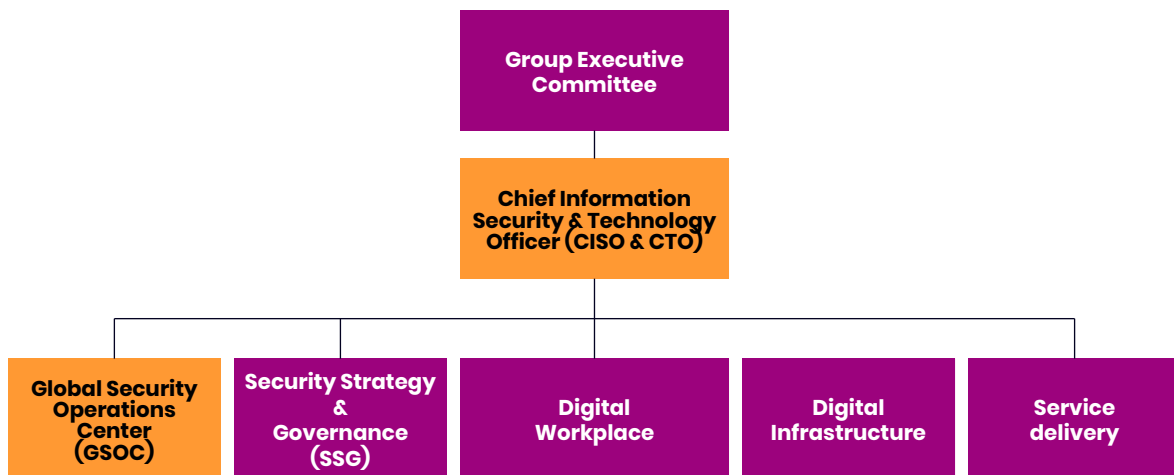 Group Executive
Committee
Chief Information
Security & Technology
Officer (CISO & CTO)
Global Security
Operations
Center
(GSOC)
Security Strategy
&
Governance
(SSG)
Digital
Workplace
Digital
Infrastructure
Service
delivery